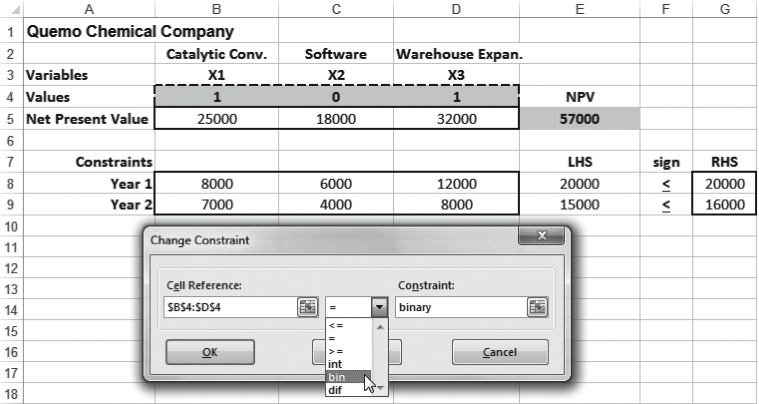 A B C D E F G
1 Quemo Chemical Company
2 Catalytic Conv. Software Warehouse Expan.
3 Variables X1 X2 X3
4 Values 1 0 1 NPV
5 Net Present Value 25000 18000 32000 57000
6
7 Constraints LHS sign RHS
8 Year 1 8000 6000 12000 20000 ≤ 20000
9 Year 2 7000 4000 8000 15000 ≤ 16000
10
11
12
13
14
15
16
17
18
Change Constraint
Cell Reference: Constraint:
$B$4:$D$4 = binary
<=
=
>=
int
bin
dif
OK Cancel